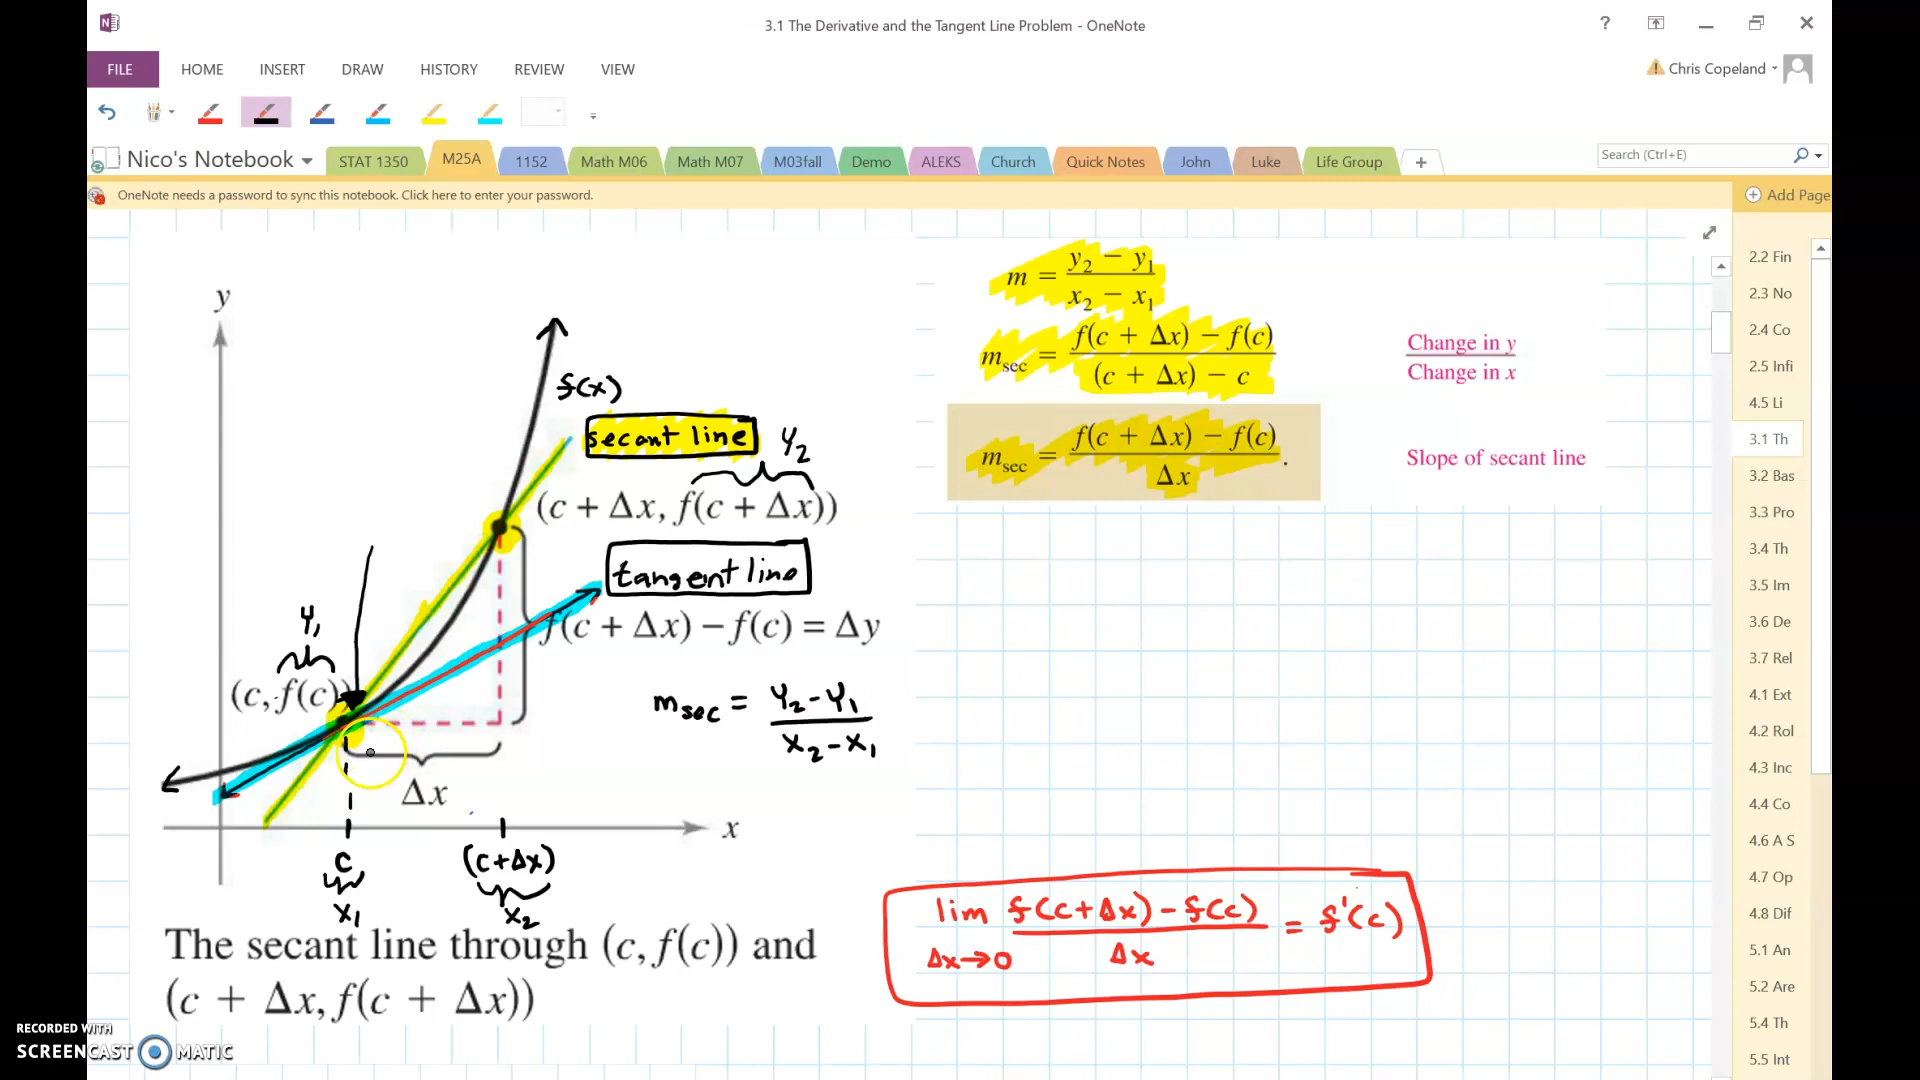 3.1 The Derivative and the Tangent Line Problem - OneNote
?
FILE HOME INSERT DRAW HISTORY REVIEW VIEW
Chris Copeland
Nico's Notebook
STAT 1350 M25A 1152 Math M06 Math M07 M03fall Demo ALEKS Church Quick Notes John Luke Life Group +
Search (Ctrl+E)
OneNote needs a password to sync this notebook. Click here to enter your password.
Add Page
y
f(x)
secant line
y₂
(c + Δx, f(c + Δx))
tangent line
f(c + Δx) − f(c) = Δy
y₁
(c, f(c))
m sec = y₂ − y₁ / x₂ − x₁
Δx
x
c
(c+Δx)
x₁
x₂
The secant line through (c, f(c)) and
(c + Δx, f(c + Δx))
m = y₂ − y₁ / x₂ − x₁
m sec = f(c + Δx) − f(c) / (c + Δx) − c
Change in y
Change in x
m sec = f(c + Δx) − f(c) / Δx .
Slope of secant line
lim f(c+Δx) − f(c) / Δx = f'(c)
Δx→0
2.2 Fin
2.3 No
2.4 Co
2.5 Infi
4.5 Li
3.1 Th
3.2 Bas
3.3 Pro
3.4 Th
3.5 Im
3.6 De
3.7 Rel
4.1 Ext
4.2 Rol
4.3 Inc
4.4 Co
4.6 A S
4.7 Op
4.8 Dif
5.1 An
5.2 Are
5.4 Th
5.5 Int
RECORDED WITH
SCREENCAST MATIC